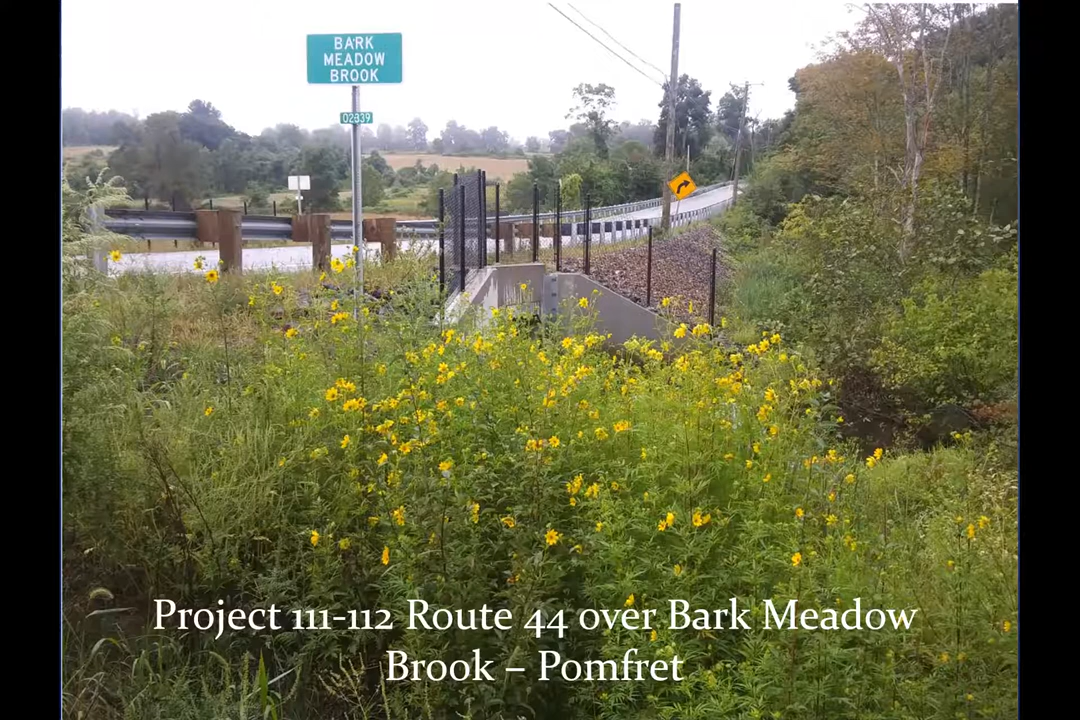 BARK
MEADOW
BROOK
02339
Project 111-112 Route 44 over Bark Meadow
Brook – Pomfret